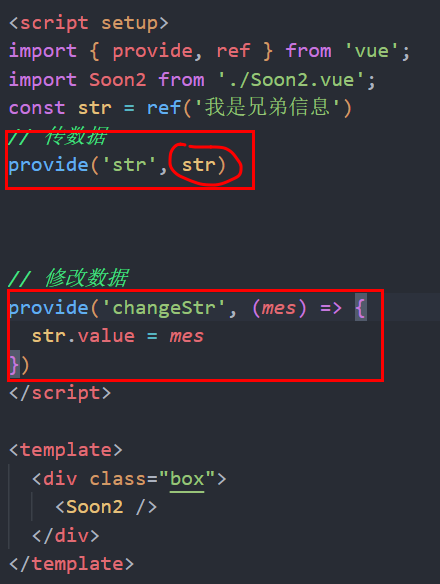 <script setup>
import { provide, ref } from 'vue';
import Soon2 from './Soon2.vue';
const str = ref('我是兄弟信息')
// 传数据
provide('str', str)
// 修改数据
provide('changeStr', (mes) => {
str.value = mes
})
</script>
<template>
<div class="box">
<Soon2 />
</div>
</template>